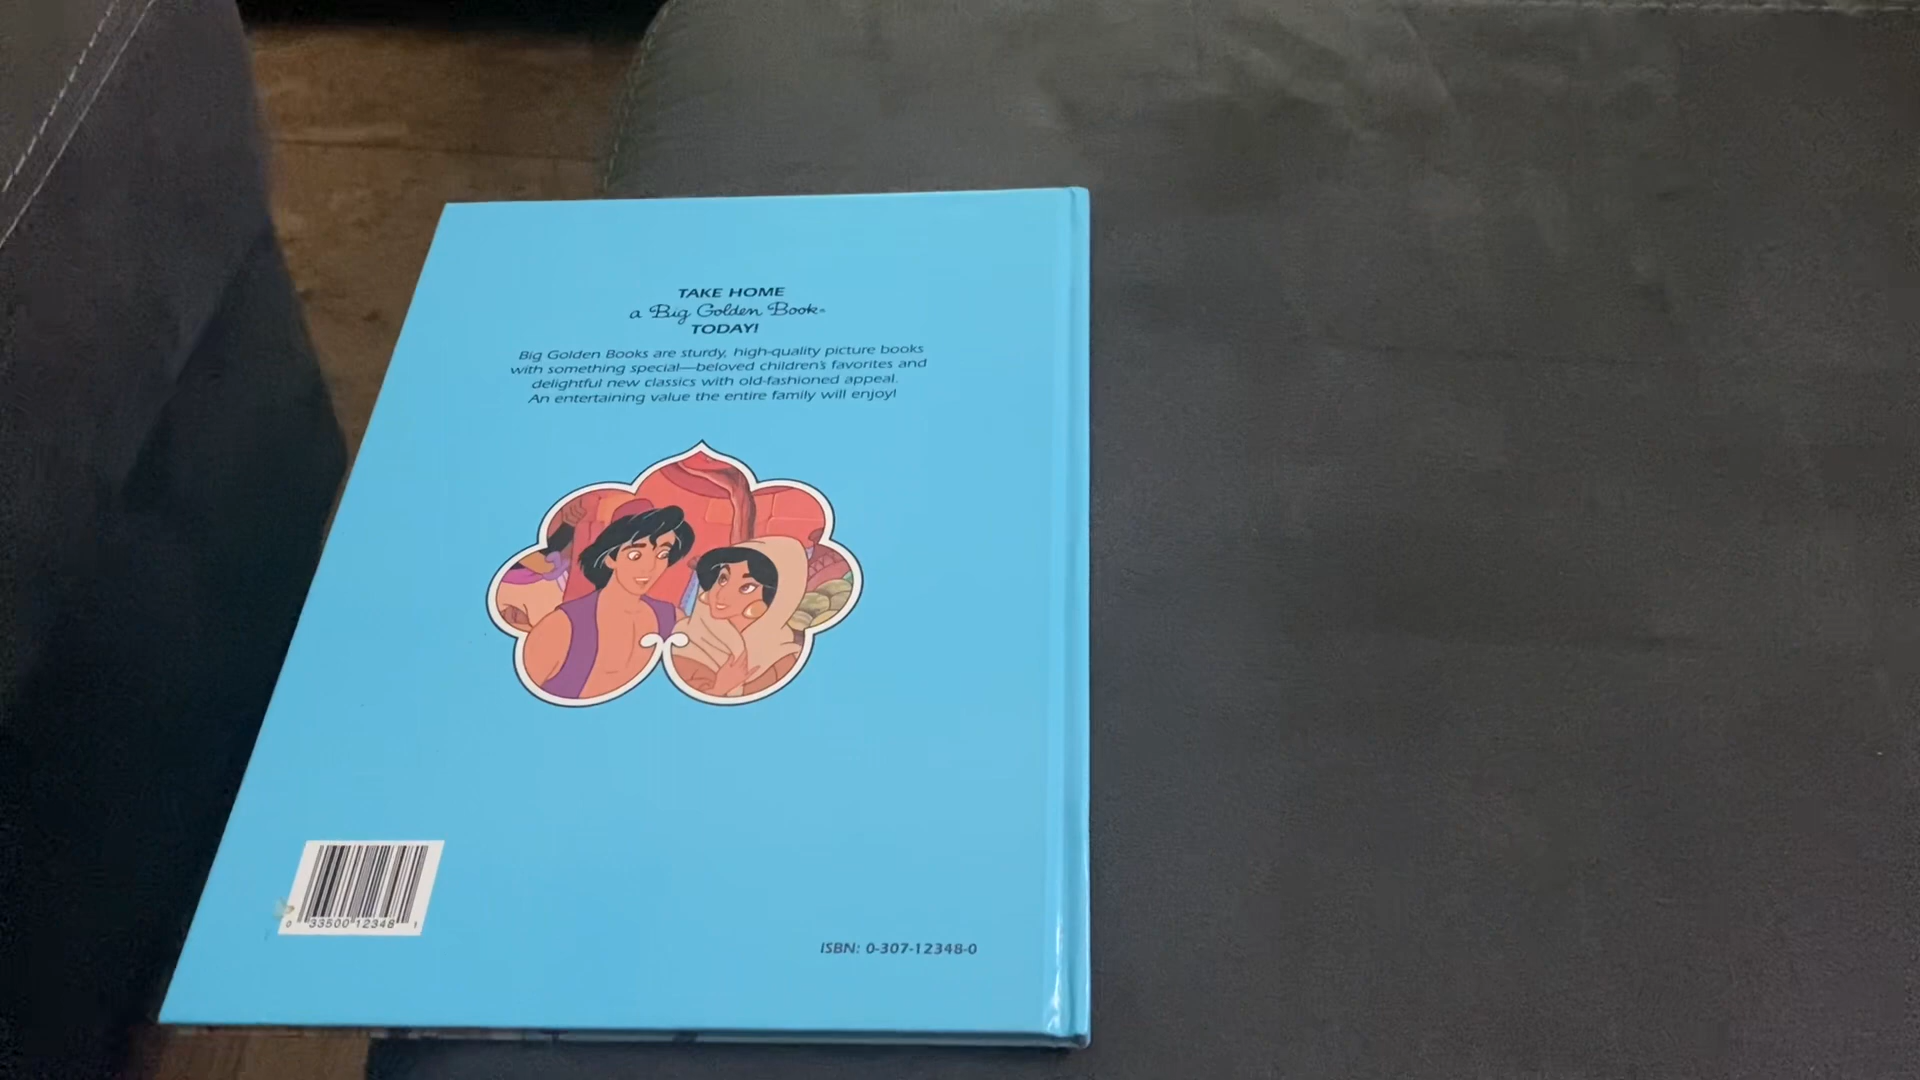 TAKE HOME
a Big Golden Book®
TODAY!
Big Golden Books are sturdy, high-quality picture books
with something special—beloved children's favorites and
delightful new classics with old-fashioned appeal.
An entertaining value the entire family will enjoy!
0 33500 12348 1
ISBN: 0-307-12348-0